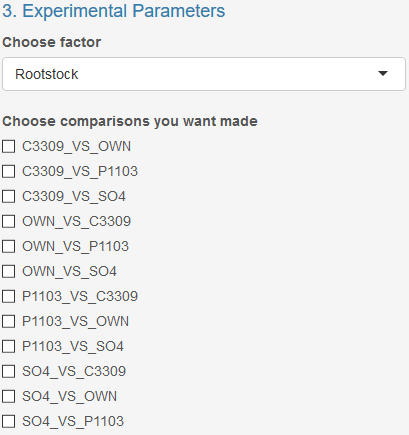 3. Experimental Parameters
Choose factor
Rootstock
Choose comparisons you want made
C3309_VS_OWN
C3309_VS_P1103
C3309_VS_SO4
OWN_VS_C3309
OWN_VS_P1103
OWN_VS_SO4
P1103_VS_C3309
P1103_VS_OWN
P1103_VS_SO4
SO4_VS_C3309
SO4_VS_OWN
SO4_VS_P1103